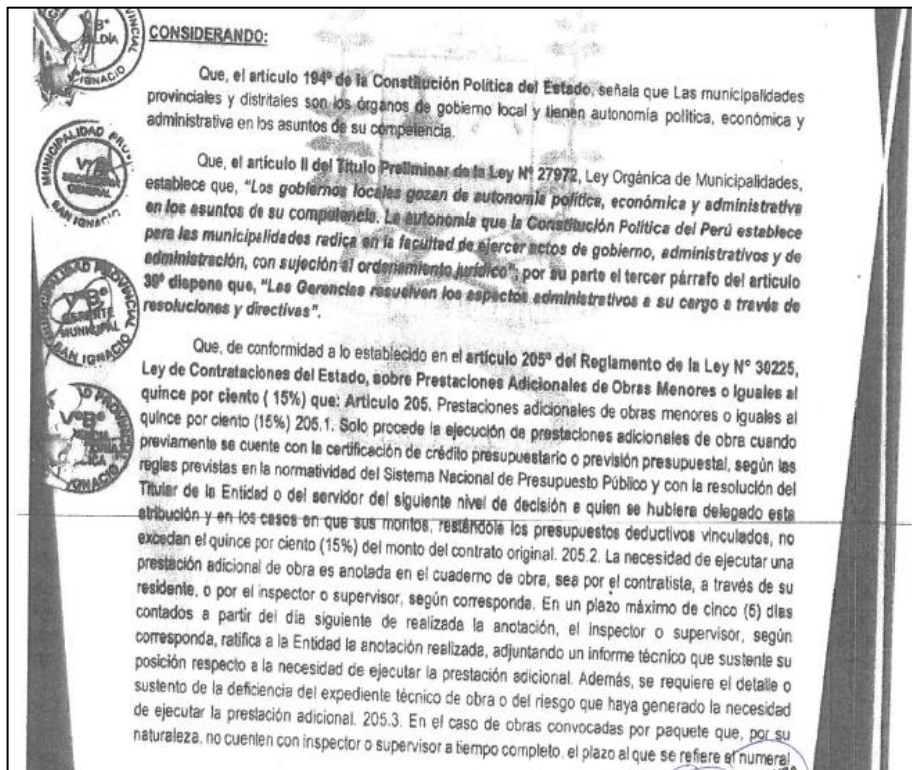 CONSIDERANDO:
Que, el artículo 194º de la Constitución Política del Estado, señala que Las municipalidades
provinciales y distritales son los órganos de gobierno local y tienen autonomía política, económica y
administrativa en los asuntos de su competencia.
Que, el artículo II del Título Preliminar de la Ley Nº 27972, Ley Orgánica de Municipalidades,
establece que, "Los gobiernos locales gozan de autonomía política, económica y administrativa
en los asuntos de su competencia. La autonomía que la Constitución Política del Perú establece
para las municipalidades radica en la facultad de ejercer actos de gobierno, administrativos y de
administración, con sujeción al ordenamiento jurídico"; por su parte el tercer párrafo del artículo
39º dispone que, "Las Gerencias resuelven los aspectos administrativos a su cargo a través de
resoluciones y directivas".
Que, de conformidad a lo establecido en el artículo 205º del Reglamento de la Ley N° 30225,
Ley de Contrataciones del Estado, sobre Prestaciones Adicionales de Obras Menores o Iguales al
quince por ciento ( 15%) que: Artículo 205. Prestaciones adicionales de obras menores o iguales al
quince por ciento (15%) 205.1. Solo procede la ejecución de prestaciones adicionales de obra cuando
previamente se cuente con la certificación de crédito presupuestario o previsión presupuestal, según las
reglas previstas en la normatividad del Sistema Nacional de Presupuesto Público y con la resolución del
Titular de la Entidad o del servidor del siguiente nivel de decisión a quien se hubiera delegado esta
atribución y en los casos en que sus montos, restándole los presupuestos deductivos vinculados, no
excedan el quince por ciento (15%) del monto del contrato original. 205.2. La necesidad de ejecutar una
prestación adicional de obra es anotada en el cuaderno de obra, sea por el contratista, a través de su
residente, o por el inspector o supervisor, según corresponda. En un plazo máximo de cinco (5) días
contados a partir del día siguiente de realizada la anotación, el inspector o supervisor, según
corresponda, ratifica a la Entidad la anotación realizada, adjuntando un informe técnico que sustente su
posición respecto a la necesidad de ejecutar la prestación adicional. Además, se requiere el detalle o
sustento de la deficiencia del expediente técnico de obra o del riesgo que haya generado la necesidad
de ejecutar la prestación adicional. 205.3. En el caso de obras convocadas por paquete que, por su
naturaleza, no cuenten con inspector o supervisor a tiempo completo, el plazo al que se refiere el numeral
MUNICIPALIDAD
VºBº
SECRETARIA
GENERAL
SAN IGNACIO
PROVINCIAL
VºBº
GERENTE
MUNICIPAL
SAN IGNACIO
VºBº
IGNACIO